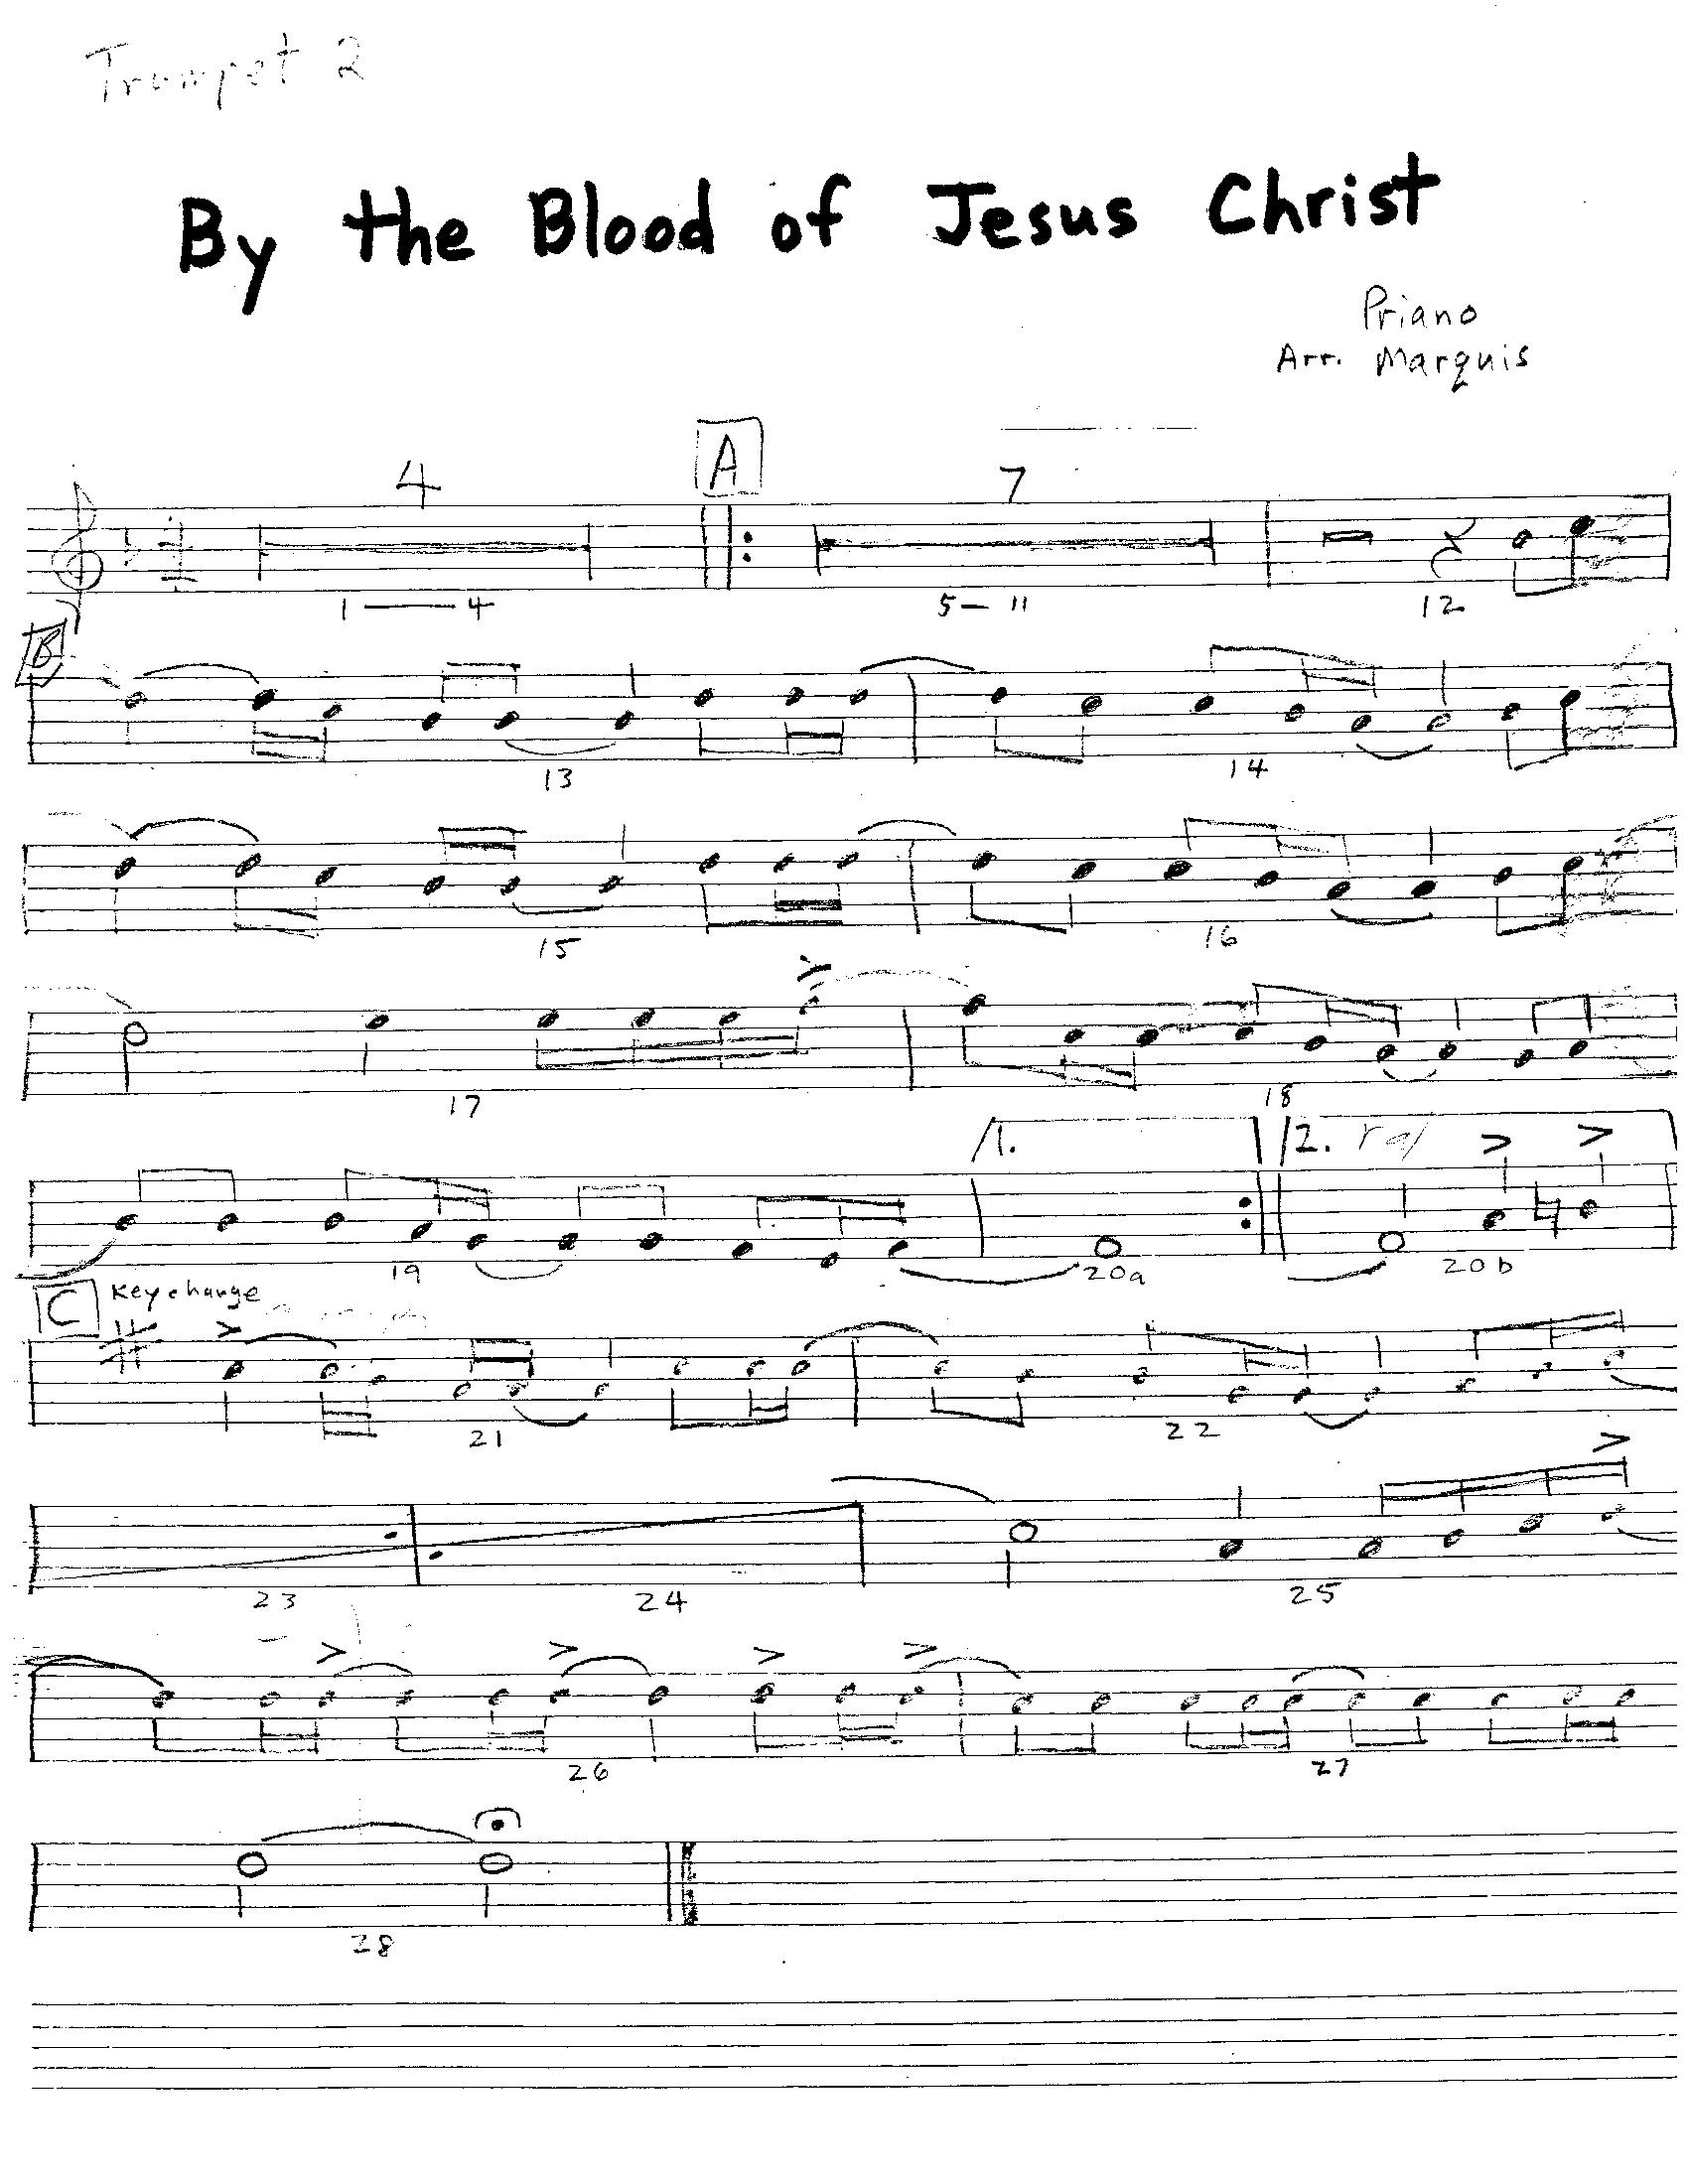 Trumpet 2
By the Blood of Jesus Christ
Priano
Arr. Marquis
4 A 7
1 — 4 5 — 11 12
B
13 14
15 16
17 18
1. 2.
19 20a 20b
C Key change
21 22
23 24 25
26 27
28